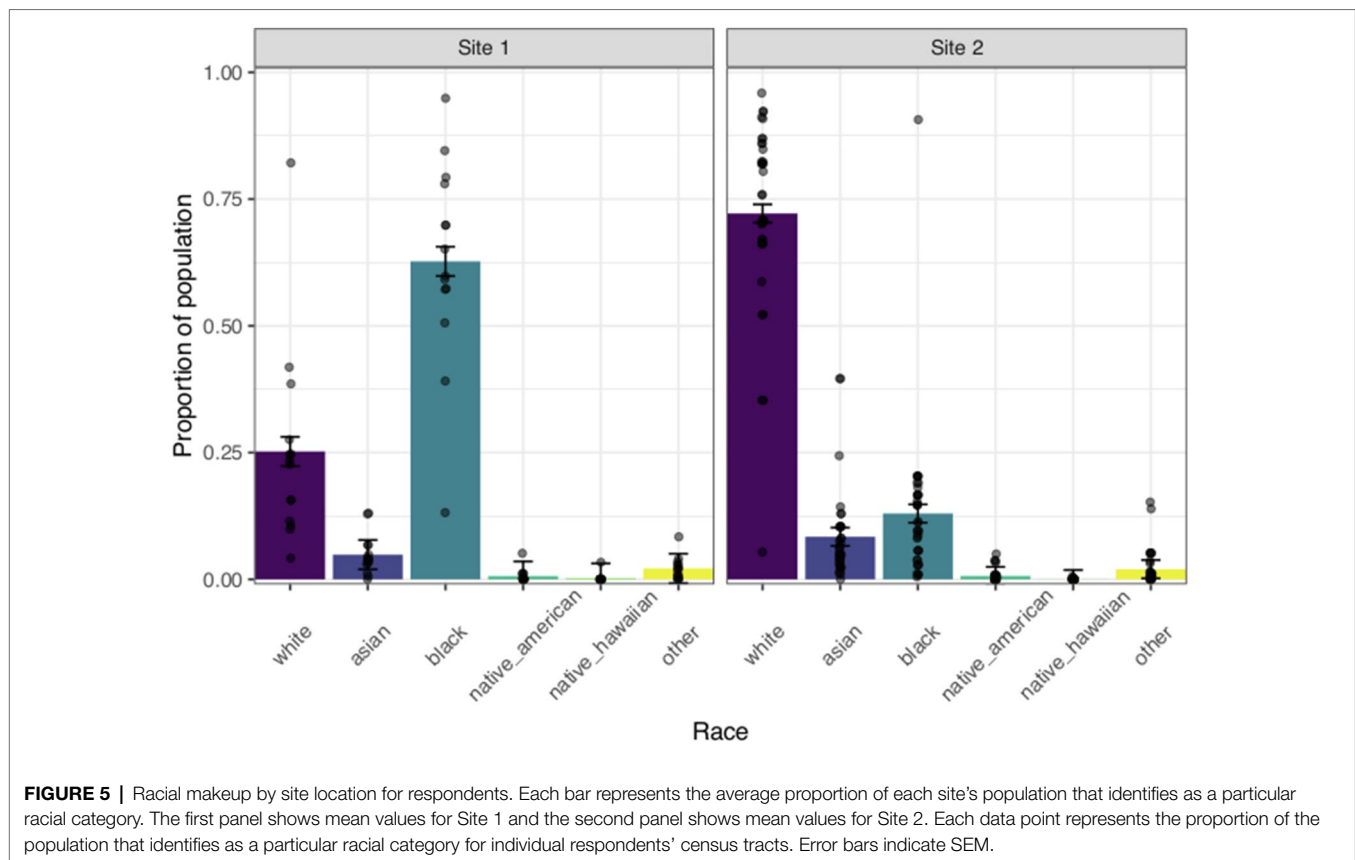 Site 1
Site 2
1.00
0.75
0.50
0.25
0.00
Proportion of population
white
asian
black
native_american
native_hawaiian
other
white
asian
black
native_american
native_hawaiian
other
Race
FIGURE 5 | Racial makeup by site location for respondents. Each bar represents the average proportion of each site’s population that identifies as a particular
racial category. The first panel shows mean values for Site 1 and the second panel shows mean values for Site 2. Each data point represents the proportion of the
population that identifies as a particular racial category for individual respondents’ census tracts. Error bars indicate SEM.